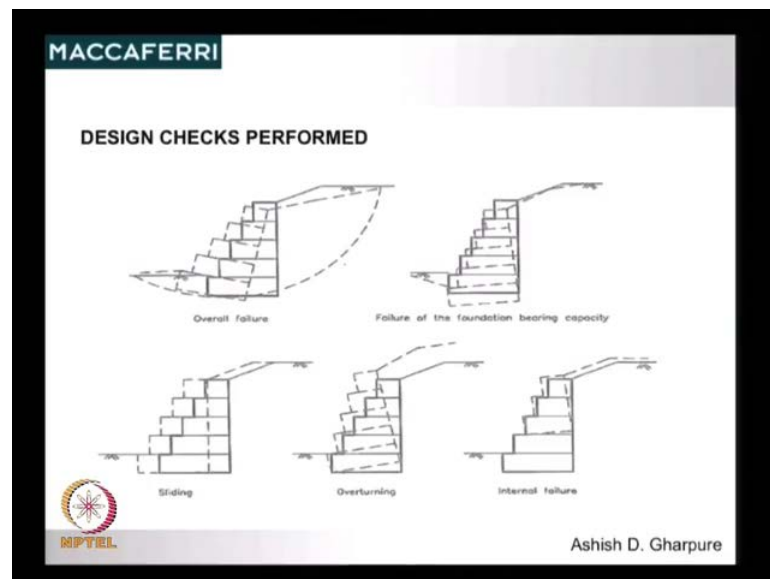 MACCAFERRI
DESIGN CHECKS PERFORMED
Overall failure
Failure of the foundation bearing capacity
Sliding
Overturning
Internal failure
NPTEL
Ashish D. Gharpure